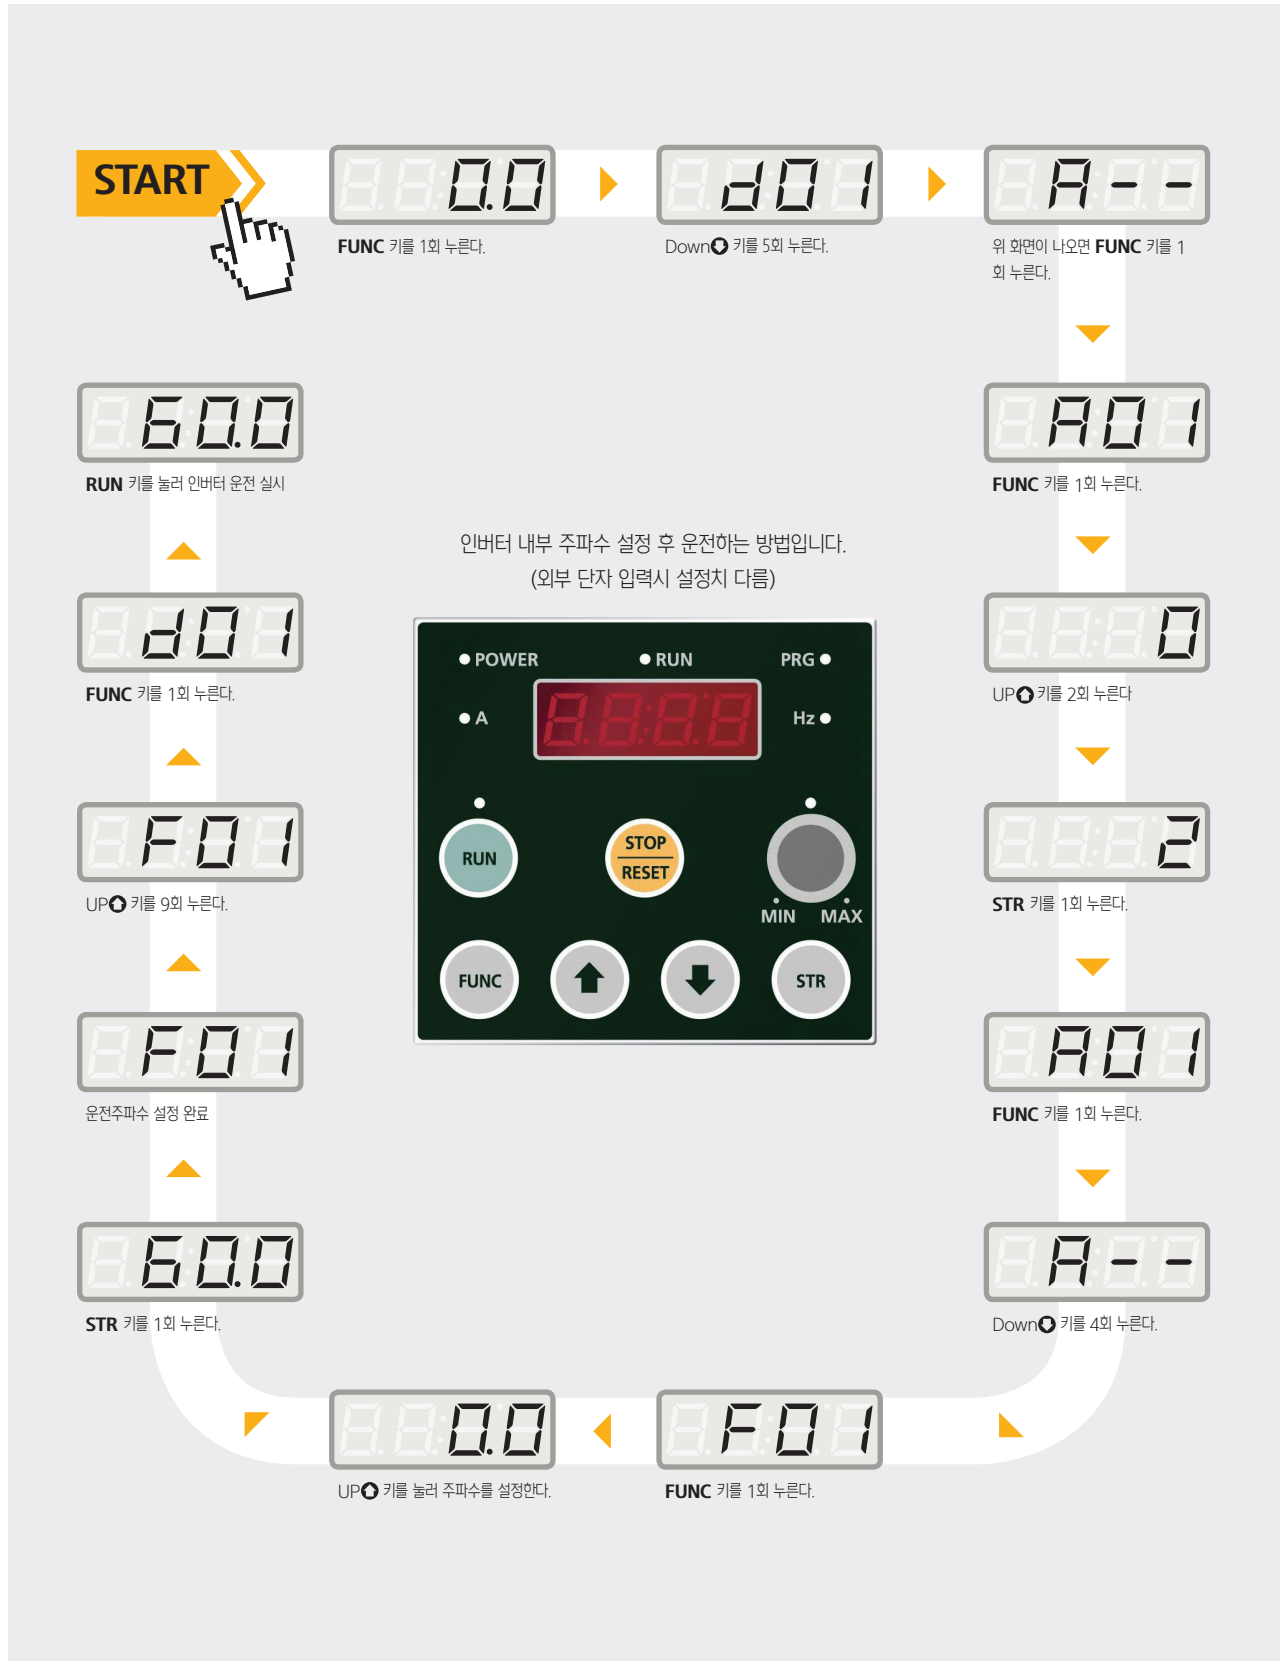 START
0.0
FUNC 키를 1회 누른다.
d01
Down 키를 5회 누른다.
A--
위 화면이 나오면 FUNC 키를 1
회 누른다.
A01
FUNC 키를 1회 누른다.
0
UP 키를 2회 누른다
2
STR 키를 1회 누른다.
A01
FUNC 키를 1회 누른다.
A--
Down 키를 4회 누른다.
F01
FUNC 키를 1회 누른다.
0.0
UP 키를 눌러 주파수를 설정한다.
60.0
STR 키를 1회 누른다.
F01
운전주파수 설정 완료
F01
UP 키를 9회 누른다.
d01
FUNC 키를 1회 누른다.
60.0
RUN 키를 눌러 인버터 운전 실시
인버터 내부 주파수 설정 후 운전하는 방법입니다.
(외부 단자 입력시 설정치 다름)
POWER RUN PRG
A Hz
RUN
STOP
RESET
MIN MAX
FUNC STR